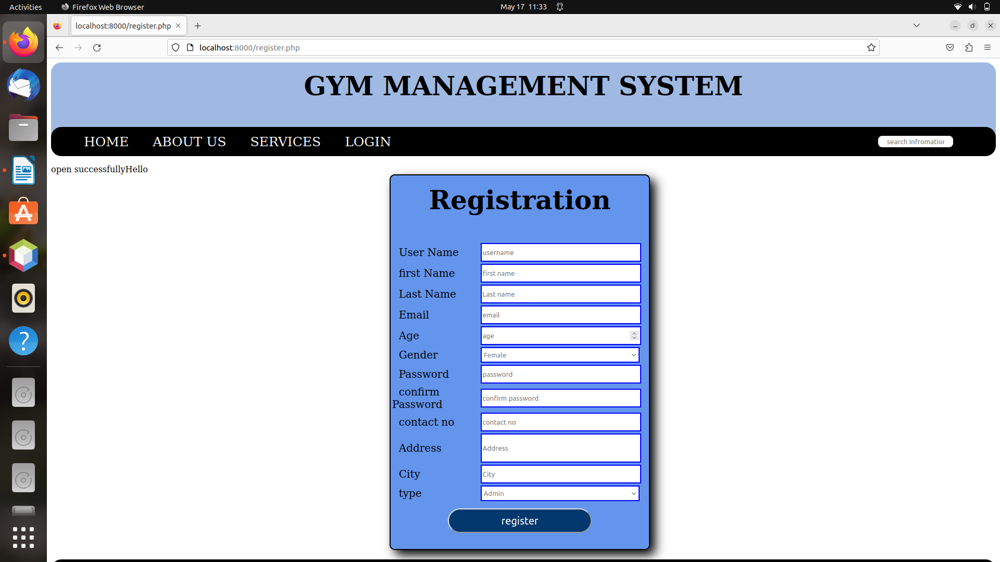 Activities
Firefox Web Browser
May 17 11:33
localhost:8000/register.php
localhost:8000/register.php
GYM MANAGEMENT SYSTEM
HOME ABOUT US SERVICES LOGIN
search Infromation
open successfullyHello
Registration
User Name username
first Name first name
Last Name Last name
Email email
Age age
Gender Female
Password password
confirm
Password confirm password
contact no contact no
Address Address
City City
type Admin
register